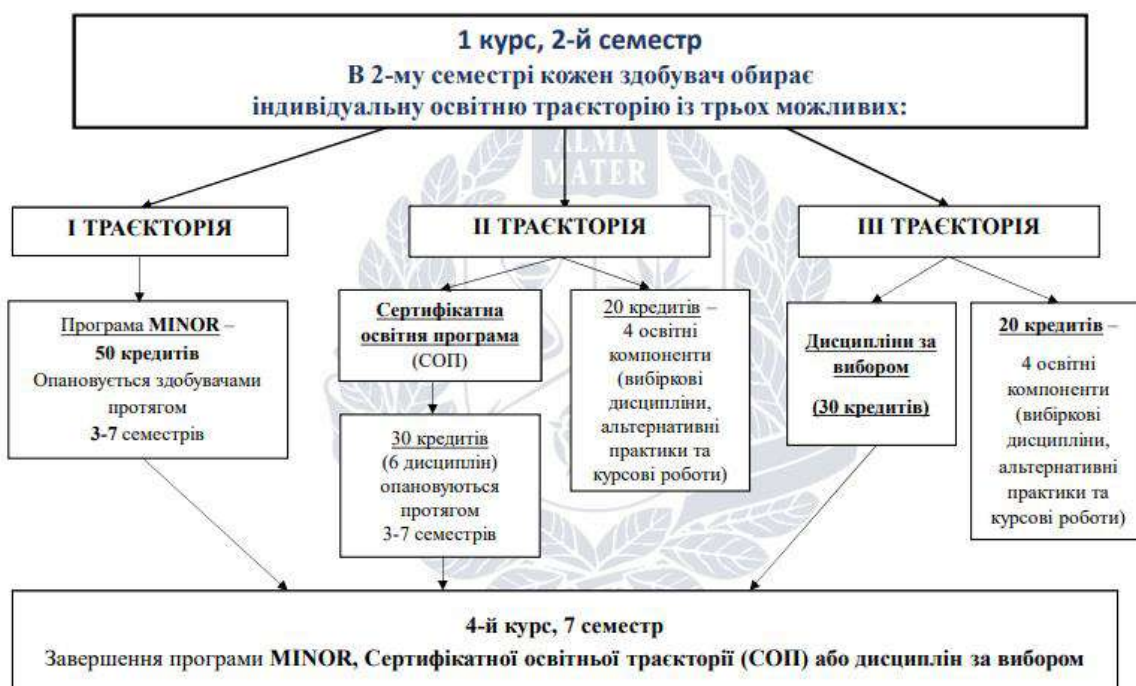 1 курс, 2-й семестр
В 2-му семестрі кожен здобувач обирає
індивідуальну освітню траєкторію із трьох можливих:
ALMA
MATER
І ТРАЄКТОРІЯ
ІІ ТРАЄКТОРІЯ
ІІІ ТРАЄКТОРІЯ
Програма MINOR –
50 кредитів
Опановується здобувачами
протягом
3-7 семестрів
Сертифікатна
освітня програма
(СОП)
30 кредитів
(6 дисциплін)
опановуються
протягом
3-7 семестрів
20 кредитів –
4 освітні
компоненти
(вибіркові
дисципліни,
альтернативні
практики та
курсові роботи)
Дисципліни за
вибором
(30 кредитів)
20 кредитів –
4 освітні
компоненти
(вибіркові
дисципліни,
альтернативні
практики та
курсові роботи)
4-й курс, 7 семестр
Завершення програми MINOR, Сертифікатної освітньої траєкторії (СОП) або дисциплін за вибором